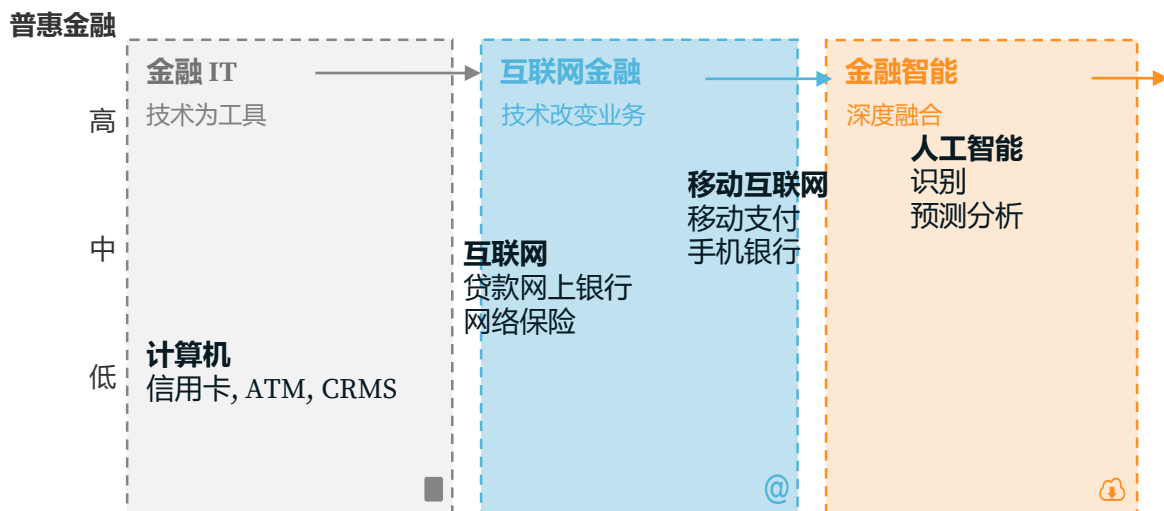 普惠金融
金融 IT
技术为工具
互联网金融
技术改变业务
金融智能
深度融合
高
中
低
计算机
信用卡, ATM, CRMS
互联网
贷款网上银行
网络保险
移动互联网
移动支付
手机银行
人工智能
识别
预测分析
@